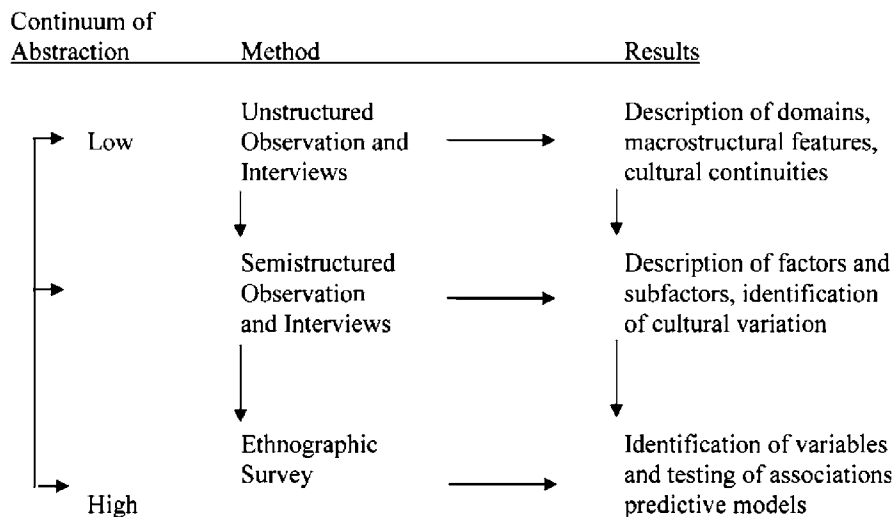 Continuum of
Abstraction Method Results
Unstructured Description of domains,
Low Observation and macrostructural features,
Interviews cultural continuities
Semistructured Description of factors and
Observation subfactors, identification
and Interviews of cultural variation
Ethnographic Identification of variables
Survey and testing of associations
High predictive models